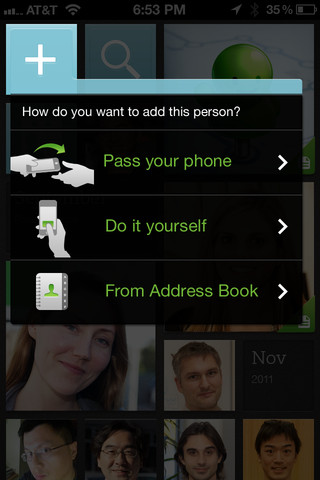 AT&T 6:53 PM 35%
How do you want to add this person?
Pass your phone
Do it yourself
From Address Book
Nov
2011